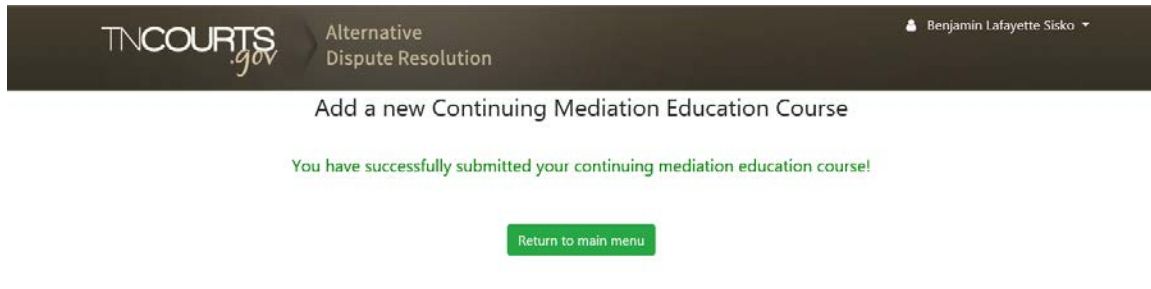 TNCOURTS
.gov
Alternative
Dispute Resolution
Benjamin Lafayette Sisko
Add a new Continuing Mediation Education Course
You have successfully submitted your continuing mediation education course!
Return to main menu